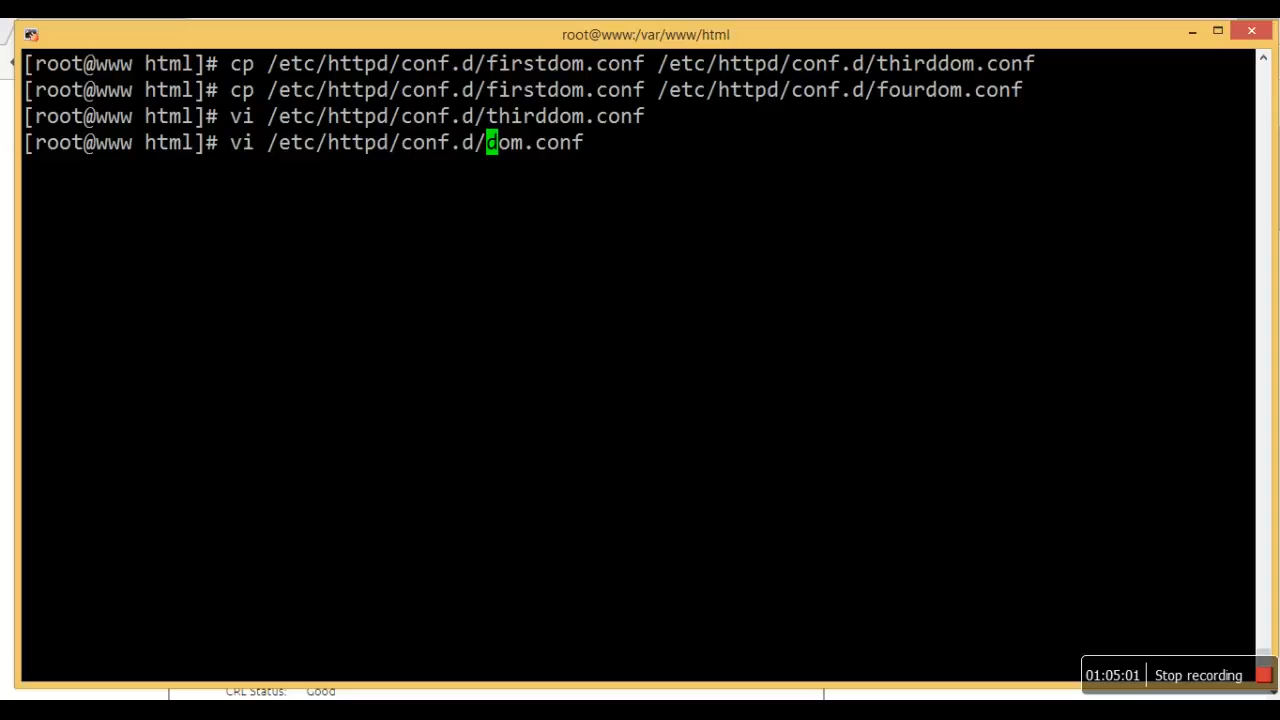 root@www:/var/www/html
[root@www html]# cp /etc/httpd/conf.d/firstdom.conf /etc/httpd/conf.d/thirddom.conf
[root@www html]# cp /etc/httpd/conf.d/firstdom.conf /etc/httpd/conf.d/fourdom.conf
[root@www html]# vi /etc/httpd/conf.d/thirddom.conf
[root@www html]# vi /etc/httpd/conf.d/dom.conf
01:05:01 Stop recording
CRL Status: Good